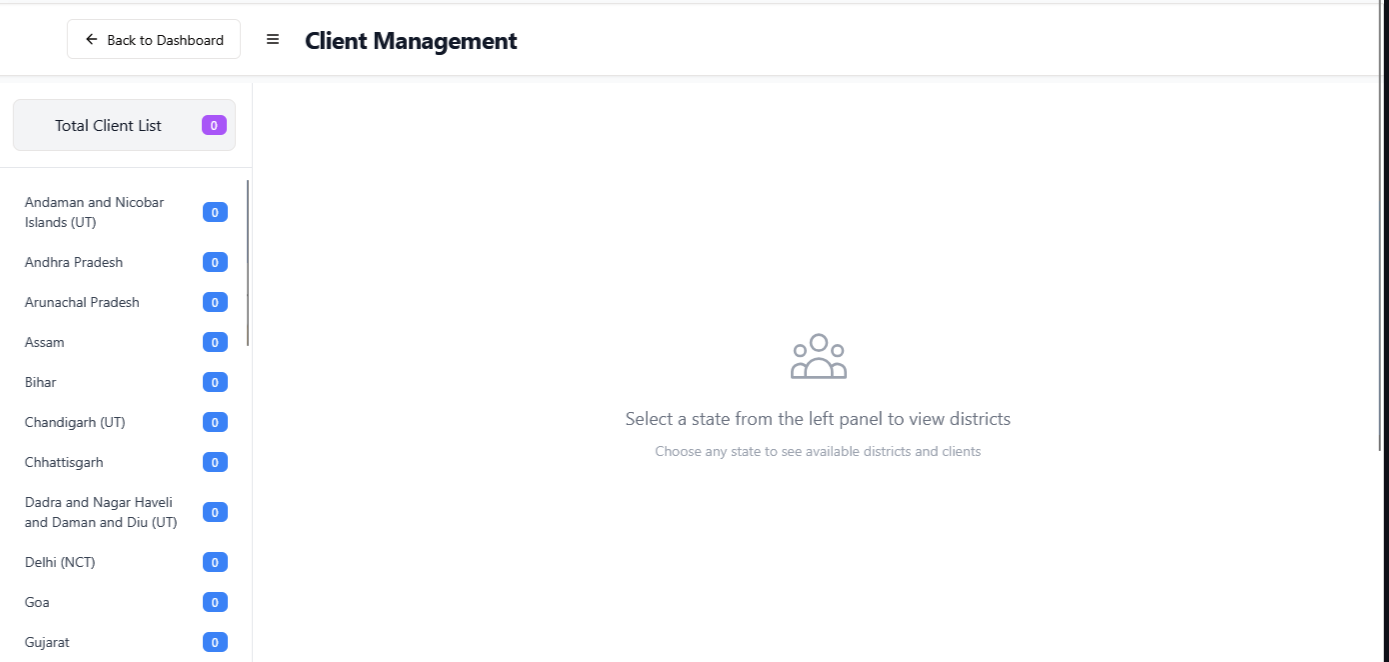 Back to Dashboard
Client Management
Total Client List 0
Andaman and Nicobar
Islands (UT) 0
Andhra Pradesh 0
Arunachal Pradesh 0
Assam 0
Bihar 0
Chandigarh (UT) 0
Chhattisgarh 0
Dadra and Nagar Haveli
and Daman and Diu (UT) 0
Delhi (NCT) 0
Goa 0
Gujarat 0
Select a state from the left panel to view districts
Choose any state to see available districts and clients